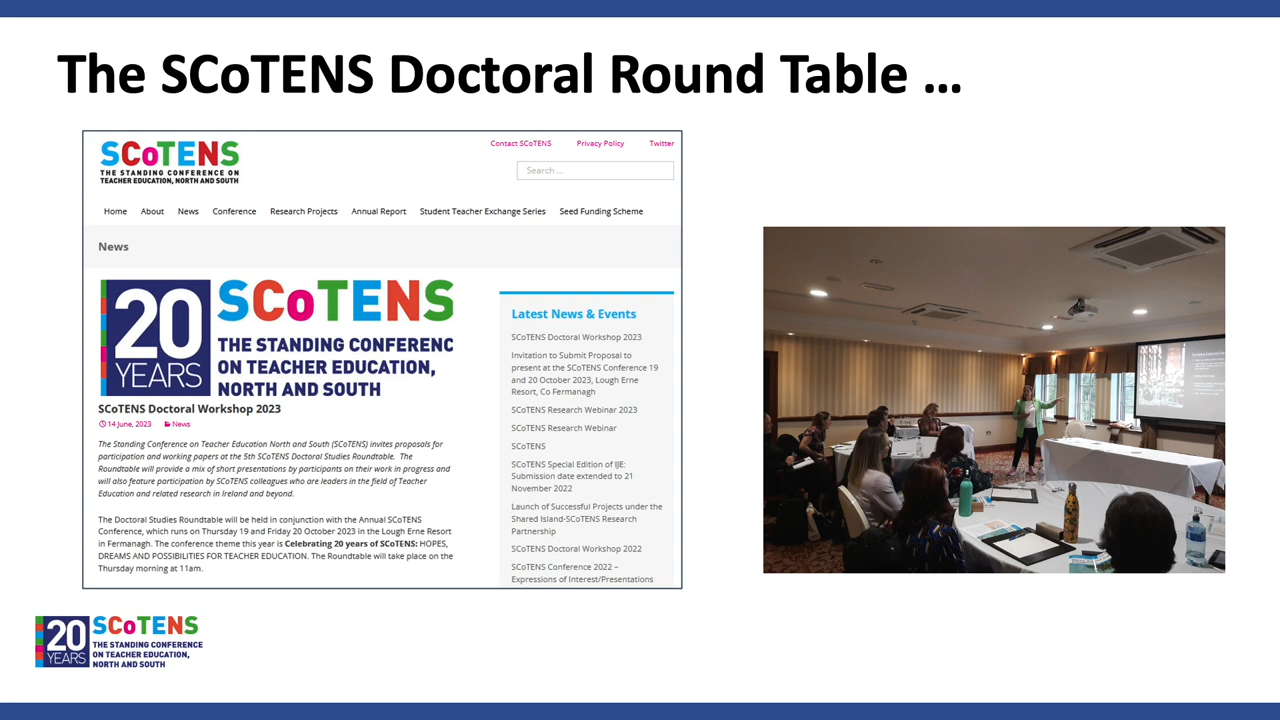 The SCoTENS Doctoral Round Table ...
SCoTENS
THE STANDING CONFERENCE ON
TEACHER EDUCATION, NORTH AND SOUTH
Contact SCoTENS Privacy Policy Twitter
Search ...
Home About News Conference Research Projects Annual Report Student Teacher Exchange Series Seed Funding Scheme
News
20
YEARS
SCoTENS
THE STANDING CONFERENC
ON TEACHER EDUCATION,
NORTH AND SOUTH
SCoTENS Doctoral Workshop 2023
14 June, 2023 News
The Standing Conference on Teacher Education North and South (SCoTENS) invites proposals for
participation and working papers at the 5th SCoTENS Doctoral Studies Roundtable. The
Roundtable will provide a mix of short presentations by participants on their work in progress and
will also feature participation by SCoTENS colleagues who are leaders in the field of Teacher
Education and related research in Ireland and beyond.
The Doctoral Studies Roundtable will be held in conjunction with the Annual SCoTENS
Conference, which runs on Thursday 19 and Friday 20 October 2023 in the Lough Erne Resort
in Fermanagh. The conference theme this year is Celebrating 20 years of SCoTENS: HOPES,
DREAMS AND POSSIBILITIES FOR TEACHER EDUCATION. The Roundtable will take place on the
Thursday morning at 11am.
Latest News & Events
SCoTENS Doctoral Workshop 2023
Invitation to Submit Proposal to
present at the SCoTENS Conference 19
and 20 October 2023, Lough Erne
Resort, Co Fermanagh
SCoTENS Research Webinar 2023
SCoTENS Research Webinar
SCoTENS
SCoTENS Special Edition of IJE:
Submission date extended to 21
November 2022
Launch of Successful Projects under the
Shared Island-SCoTENS Research
Partnership
SCoTENS Doctoral Workshop 2022
SCoTENS Conference 2022 –
Expressions of Interest/Presentations
20
YEARS
SCoTENS
THE STANDING CONFERENCE
ON TEACHER EDUCATION,
NORTH AND SOUTH